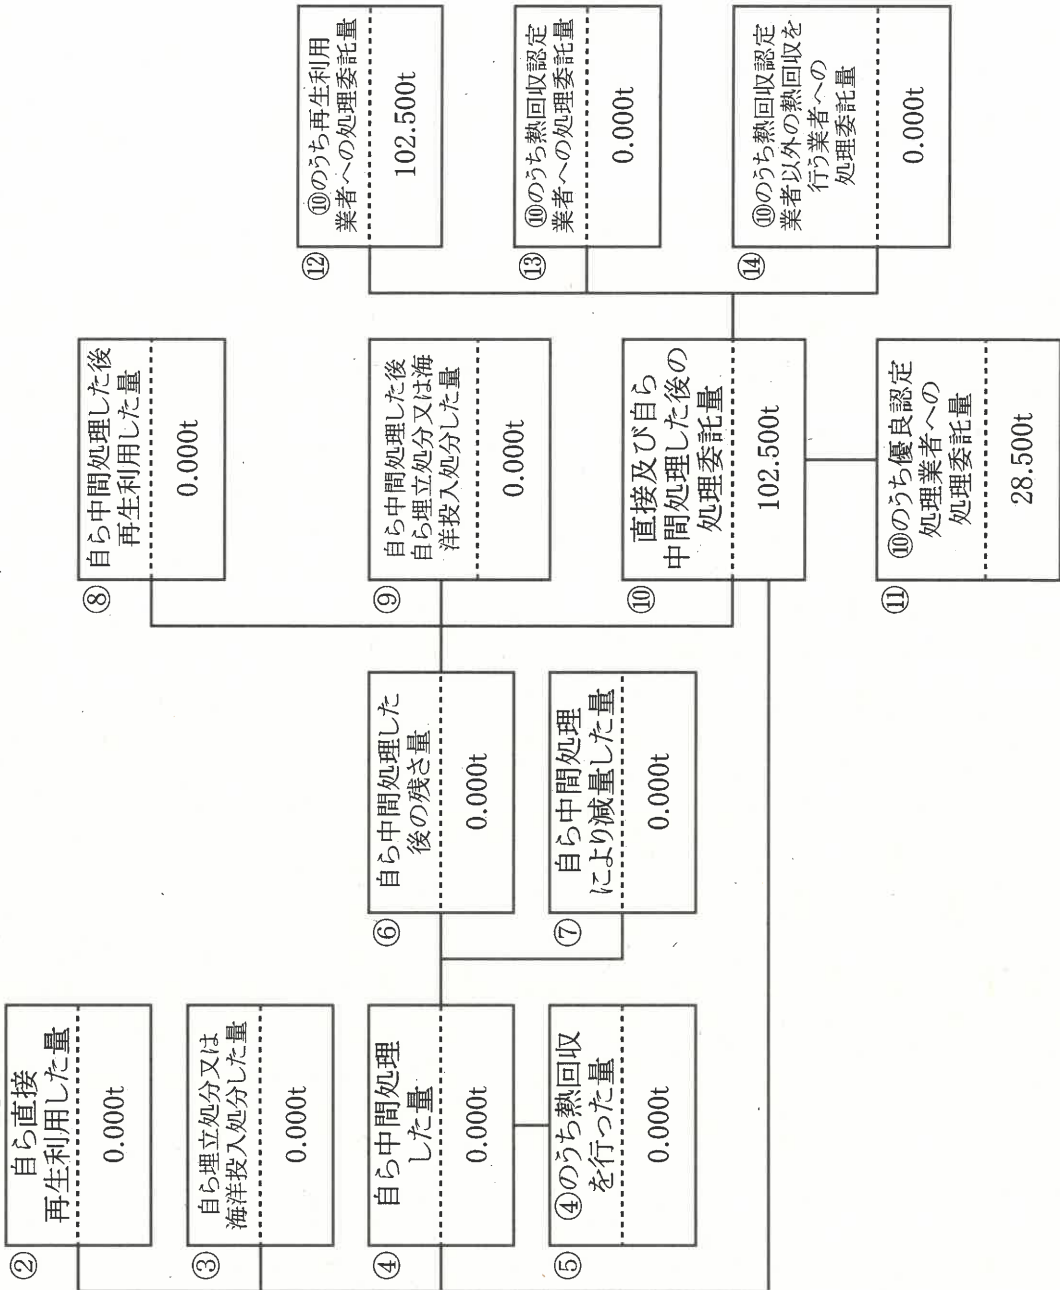 ②
自ら直接
再生利用した量
0.000t
③
自ら埋立処分又は
海洋投入処分した量
0.000t
④
自ら中間処理
した量
0.000t
⑤
④のうち熱回収
を行った量
0.000t
⑥
自ら中間処理した
後の残さ量
0.000t
⑦
自ら中間処理
により減量した量
0.000t
⑧
自ら中間処理した後
再生利用した量
0.000t
⑨
自ら中間処理した後
自ら埋立処分又は海
洋投入処分した量
0.000t
⑩
直接及び自ら
中間処理した後の
処理委託量
102.500t
⑪
⑩のうち優良認定
処理業者への
処理委託量
28.500t
⑫
⑩のうち再生利用
業者への処理委託量
102.500t
⑬
⑩のうち熱回収認定
業者への処理委託量
0.000t
⑭
⑩のうち熱回収認定
業者以外の熱回収を
行う業者への
処理委託量
0.000t